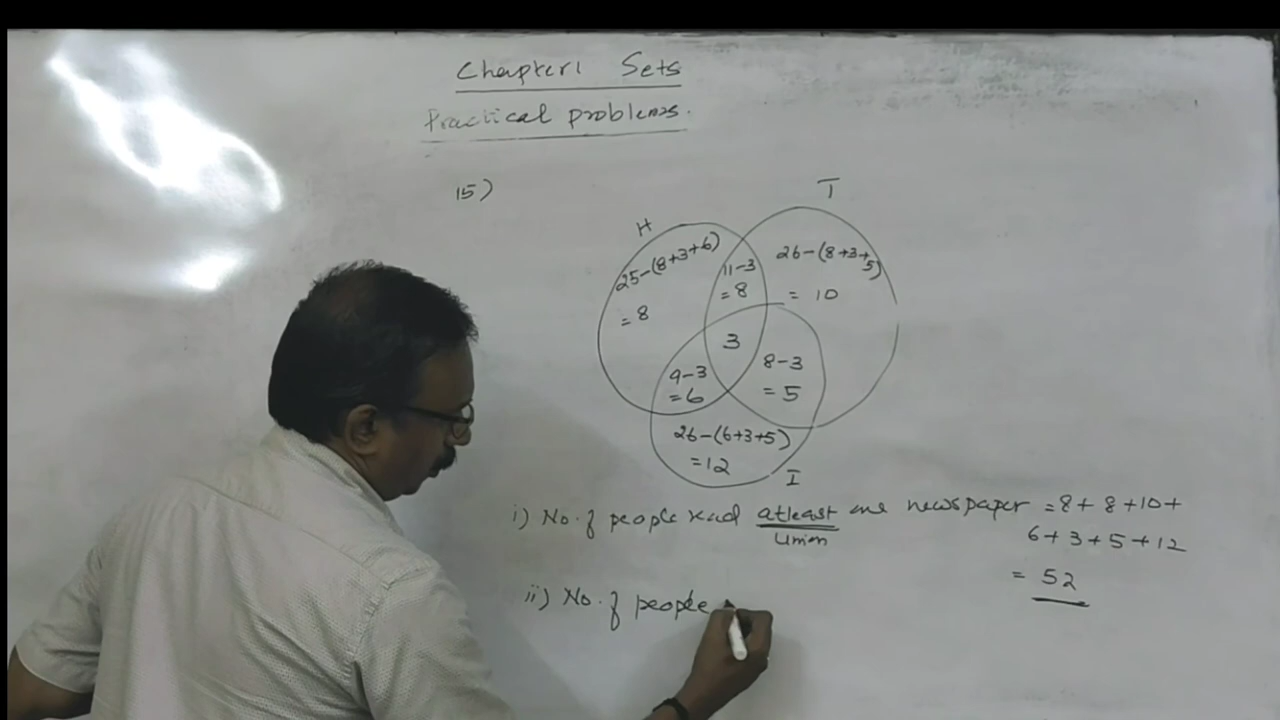 Chapter 1 Sets
Practical problems.
15)
T
H
25-(8+3+6)
= 8
11-3
= 8
26-(8+3+5)
= 10
3
9-3
=6
8-3
= 5
26-(6+3+5)
=12
I
i) No. of people read atleast one newspaper = 8+ 8+10+
union
6+3+5+12
= 52
ii) No. of people